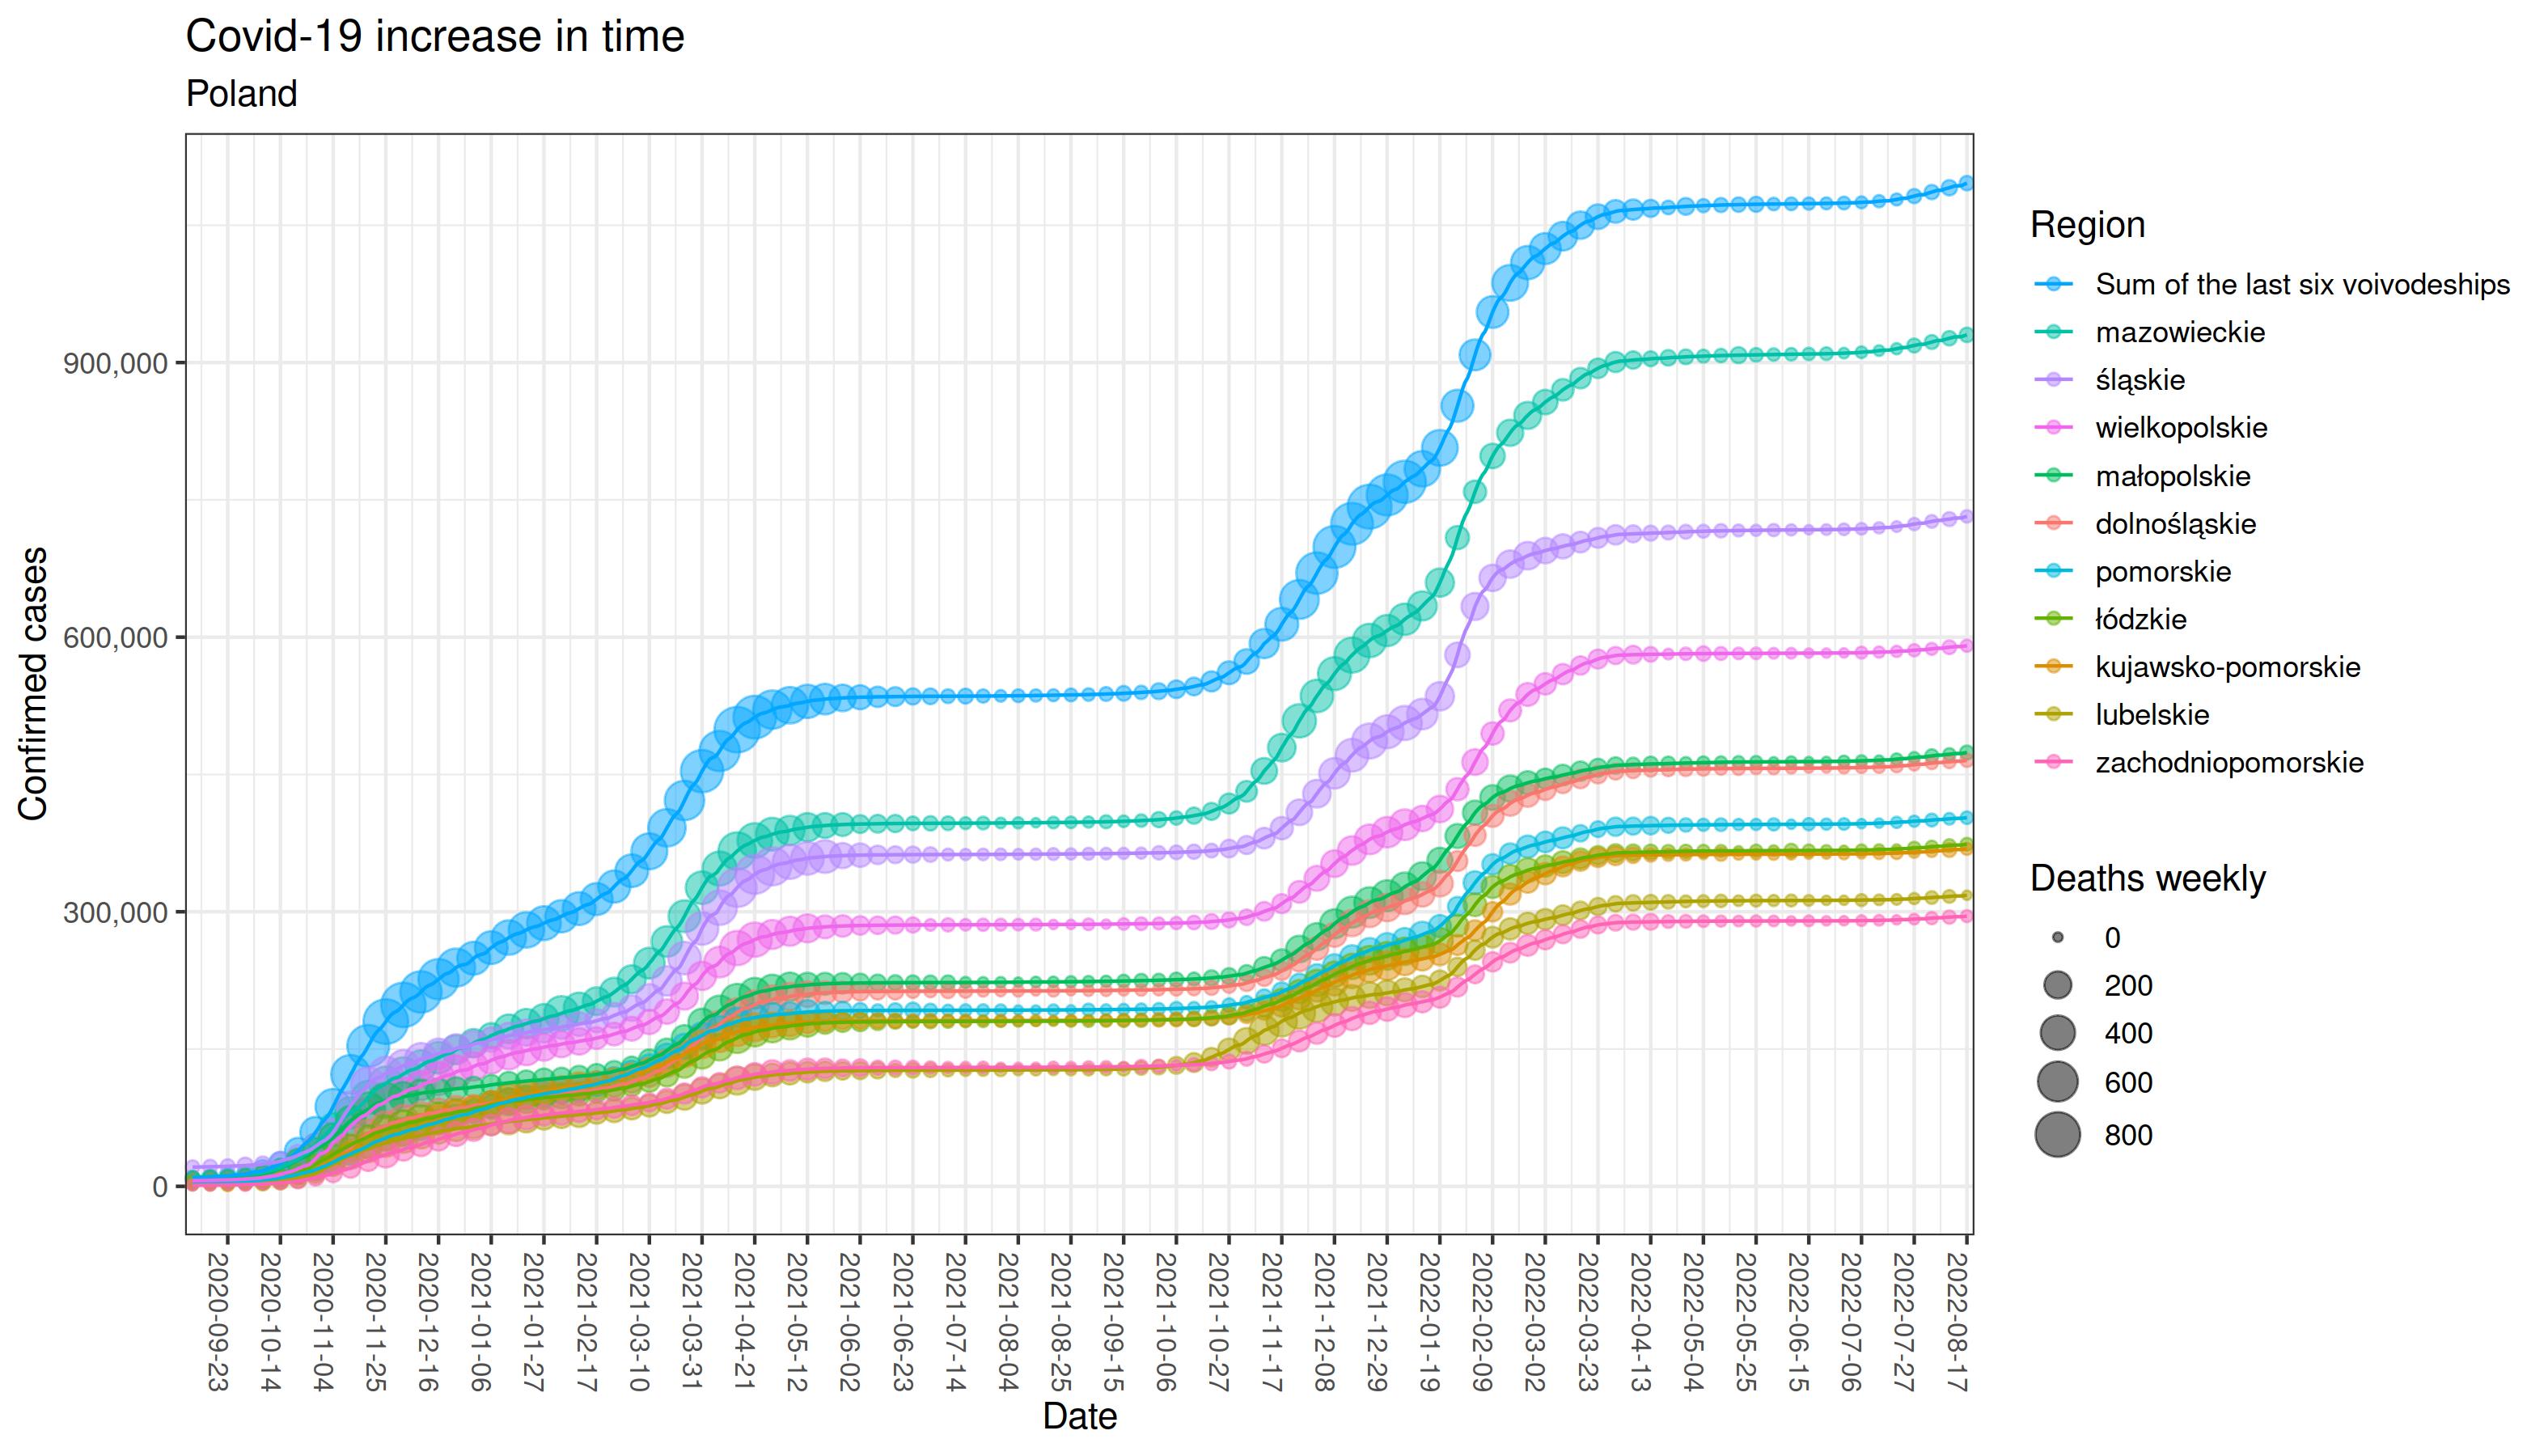 Covid-19 increase in time
Poland
Confirmed cases
900,000
600,000
300,000
0
2020-09-23
2020-10-14
2020-11-04
2020-11-25
2020-12-16
2021-01-06
2021-01-27
2021-02-17
2021-03-10
2021-03-31
2021-04-21
2021-05-12
2021-06-02
2021-06-23
2021-07-14
2021-08-04
2021-08-25
2021-09-15
2021-10-06
2021-10-27
2021-11-17
2021-12-08
2021-12-29
2022-01-19
2022-02-09
2022-03-02
2022-03-23
2022-04-13
2022-05-04
2022-05-25
2022-06-15
2022-07-06
2022-07-27
2022-08-17
Date
Region
Sum of the last six voivodeships
mazowieckie
śląskie
wielkopolskie
małopolskie
dolnośląskie
pomorskie
łódzkie
kujawsko-pomorskie
lubelskie
zachodniopomorskie
Deaths weekly
0
200
400
600
800